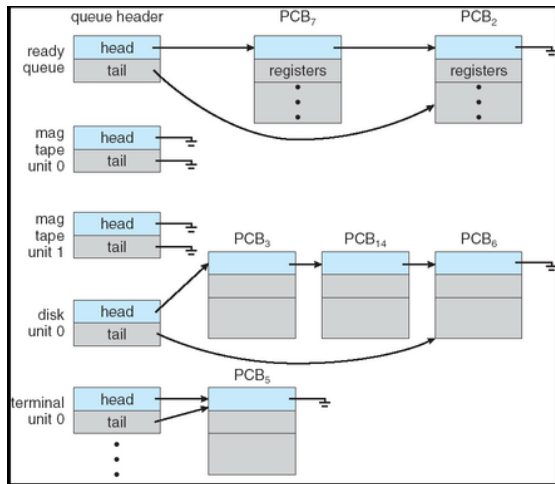 queue header
PCB7
PCB2
ready
queue
head
tail
registers
registers
mag
tape
unit 0
head
tail
mag
tape
unit 1
head
tail
PCB3
PCB14
PCB6
disk
unit 0
head
tail
PCB5
terminal
unit 0
head
tail